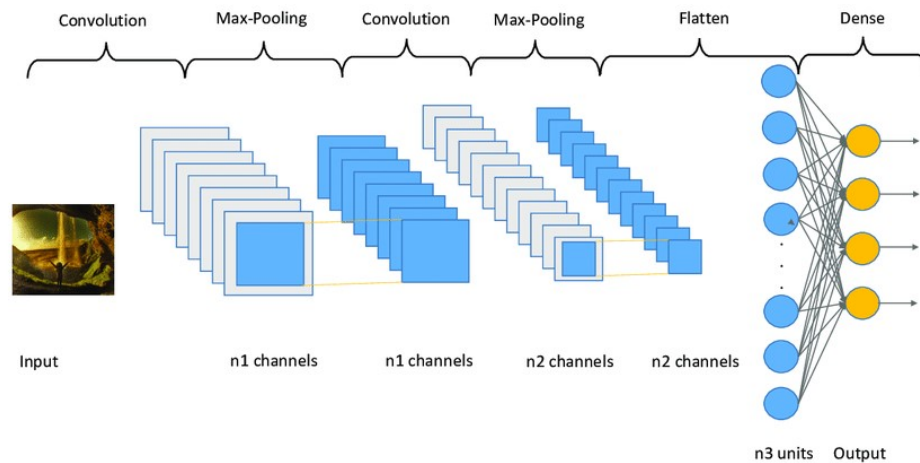 Convolution Max-Pooling Convolution Max-Pooling Flatten Dense
Input n1 channels n1 channels n2 channels n2 channels
n3 units Output